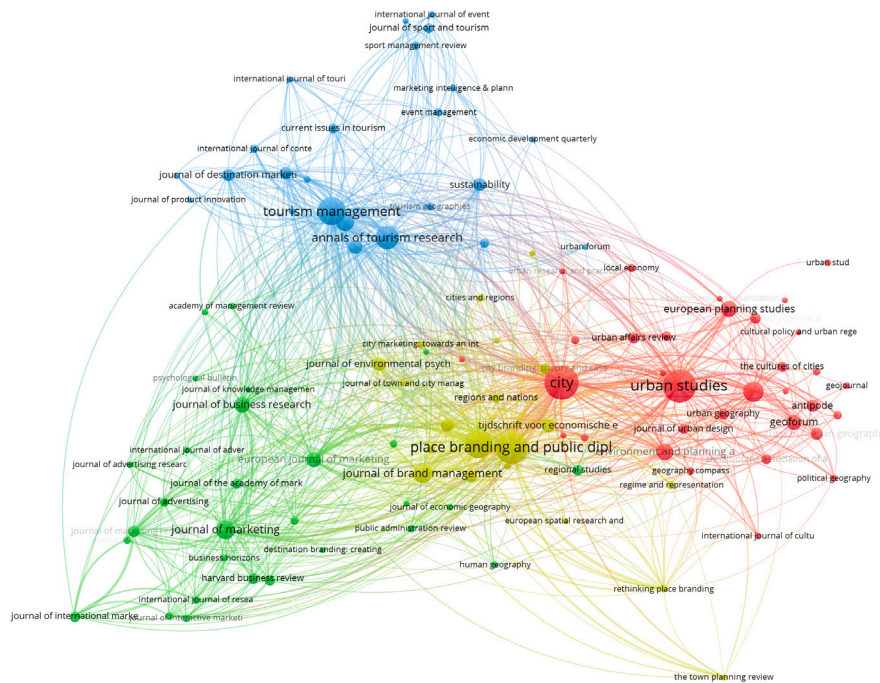 international journal of event
journal of sport and tourism
sport management review
international journal of touri
marketing intelligence & plann
event management
current issues in tourism
economic development quarterly
international journal of conte
journal of destination marketi
sustainability
journal of product innovation
tourism geographies
tourism management
annals of tourism research
urban forum
urban stud
local economy
urban research and practice
cities and regions
academy of management review
european planning studies
cultural policy and urban rege
urban affairs review
city marketing: towards an int
journal of environmental psych
city branding: theory and case
the cultures of cities
psychological bulletin
journal of town and city manag
city
urban studies
geojournal
journal of knowledge managemen
regions and nations
journal of business research
antipode
urban geography
geoforum
tijdschrift voor economische e
journal of urban design
place branding and public dipl
international journal of adver
environment and planning a
european journal of marketing
journal of advertising researc
regional studies
geography compass
journal of brand management
political geography
journal of the academy of mark
regime and representation
journal of advertising
journal of economic geography
european spatial research and
public administration review
journal of marketing
international journal of cultu
destination branding: creating
business horizons
human geography
harvard business review
rethinking place branding
international journal of resea
journal of international marke
journal of interactive marketi
the town planning review